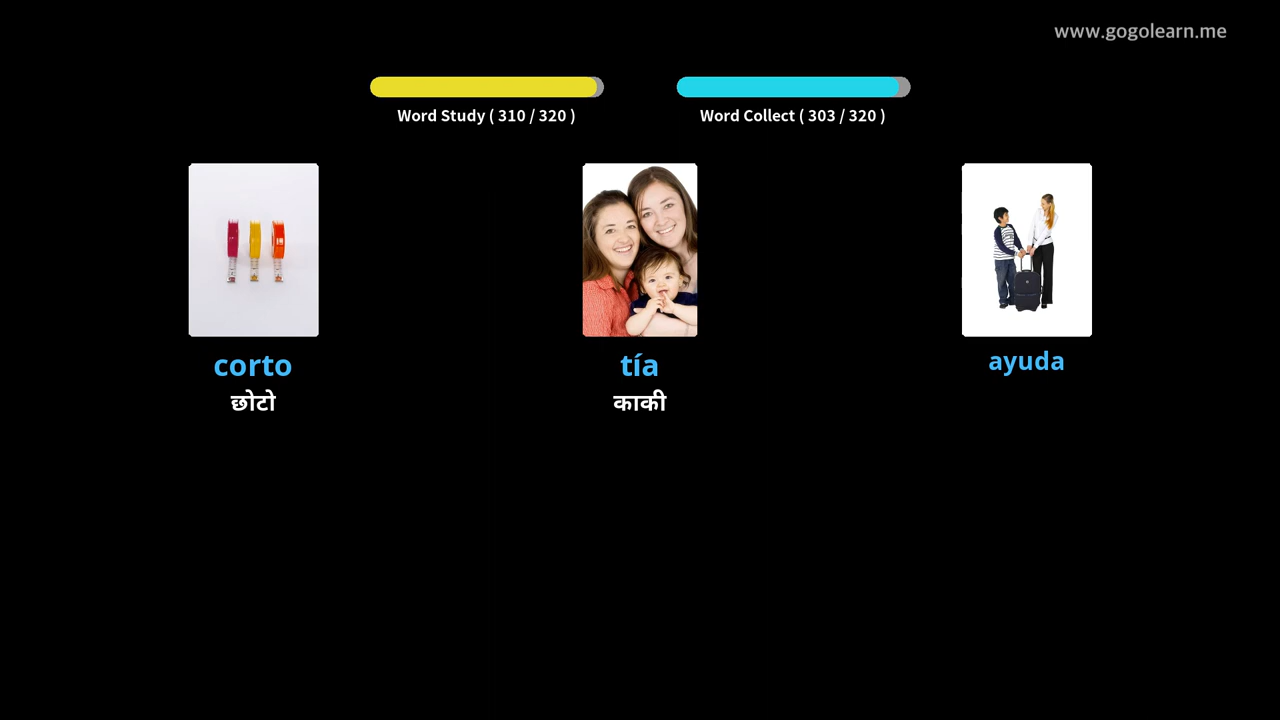 www.gogolearn.me
Word Study ( 310 / 320 )
Word Collect ( 303 / 320 )
corto
tía
ayuda
छोटो
काकी